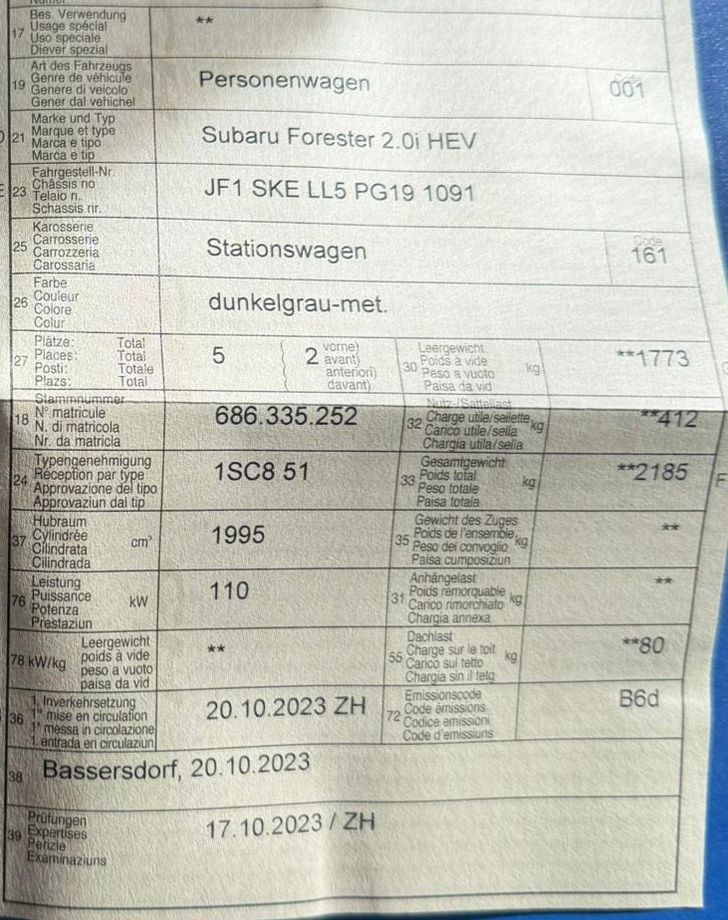 17 Bes. Verwendung
Usage spécial
Uso speciale
Diever spezial
**
19 Art des Fahrzeugs
Genre de véhicule
Genere di veicolo
Gener dal vehichel
Personenwagen
Code
001
21 Marke und Typ
Marque et type
Marca e tipo
Marca e tip
Subaru Forester 2.0i HEV
23 Fahrgestell-Nr.
Châssis no
Telaio n.
Schassis nr.
JF1 SKE LL5 PG19 1091
25 Karosserie
Carrosserie
Carrozzeria
Carossaria
Stationswagen
Code
161
26 Farbe
Couleur
Colore
Colur
dunkelgrau-met.
27 Plätze: Total
Places: Total
Posti: Totale
Plazs: Total
5
2 vorne)
avant)
anteriori)
davant)
30 Leergewicht
Poids à vide
Peso a vuoto
Paisa da vid
kg
**1773
18 Stammnummer
N° matricule
N. di matricola
Nr. da matricla
686.335.252
32 Nutz-/Sattellast
Charge utile/sellette
Carico utile/sella
Chargia utila/sella
kg
**412
24 Typengenehmigung
Réception par type
Approvazione del tipo
Approvaziun dal tip
1SC8 51
33 Gesamtgewicht
Poids total
Peso totale
Paisa totala
kg
**2185
F
37 Hubraum
Cylindrée
Cilindrata
Cilindrada
cm³
1995
35 Gewicht des Zuges
Poids de l'ensemble
Peso del convoglio
Paisa cumposiziun
kg
**
76 Leistung
Puissance
Potenza
Prestaziun
kW
110
31 Anhängelast
Poids remorquable
Carico rimorchiato
Chargia annexa
kg
**
78 kW/kg
Leergewicht
poids à vide
peso a vuoto
paisa da vid
**
55 Dachlast
Charge sur le toit
Carico sul tetto
Chargia sin il tetg
kg
**80
36 1. Inverkehrsetzung
1re mise en circulation
1a messa in circolazione
1. entrada en circulaziun
20.10.2023 ZH
72 Emissionscode
Code émissions
Codice emissioni
Code d'emissiuns
B6d
38 Bassersdorf, 20.10.2023
39 Prüfungen
Expertises
Perizie
Examinaziuns
17.10.2023 / ZH